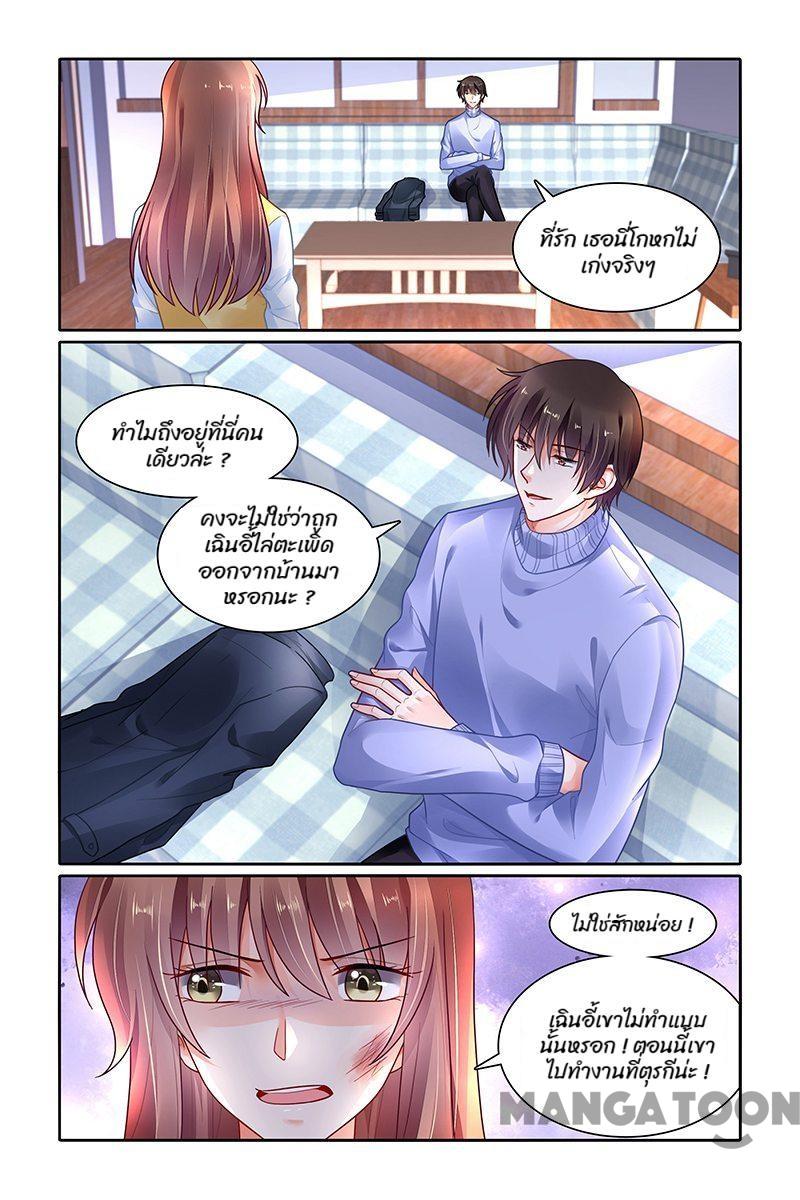 ที่รัก เธอนี่โกหกไม่
เก่งจริงๆ
ทำไมถึงอยู่ที่นี่คน
เดียวล่ะ ?
คงจะไม่ใช่ว่าถูก
เฉินอี้ไล่ตะเพิด
ออกจากบ้านมา
หรอกนะ ?
ไม่ใช่สักหน่อย !
เฉินอี้เขาไม่ทำแบบ
นั้นหรอก ! ตอนนี้เขา
ไปทำงานที่ตุรกีน่ะ !
MANGATOON